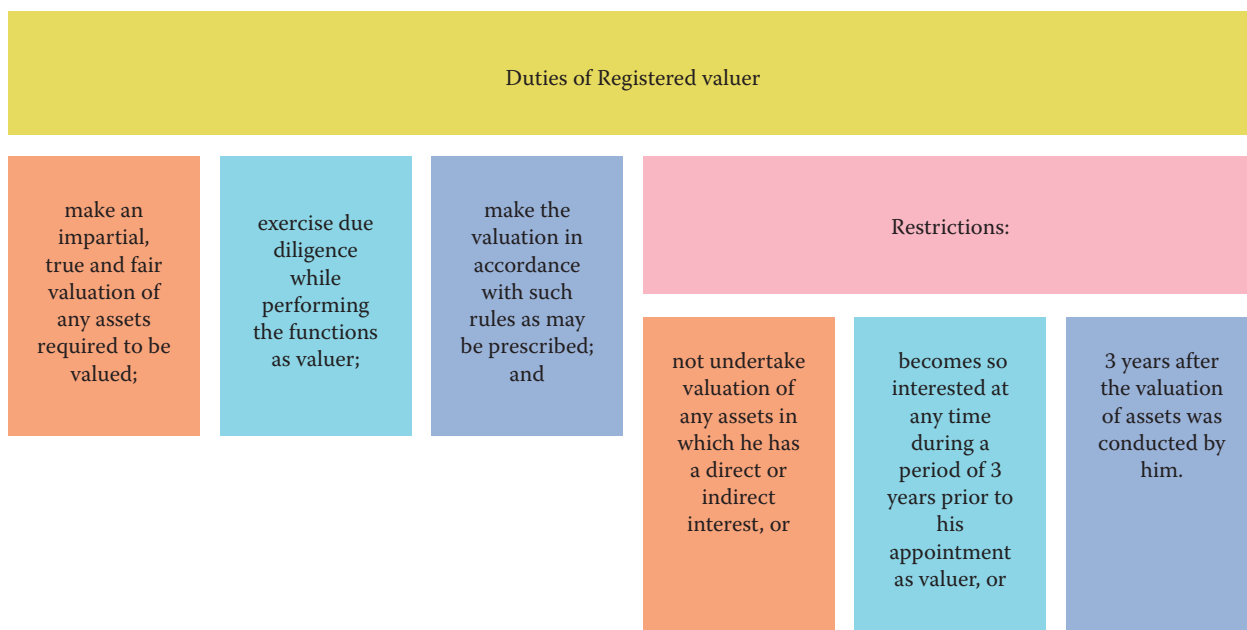 Duties of Registered valuer
make an
impartial,
true and fair
valuation of
any assets
required to be
valued;
exercise due
diligence
while
performing
the functions
as valuer;
make the
valuation in
accordance
with such
rules as may
be prescribed;
and
Restrictions:
not undertake
valuation of
any assets in
which he has
a direct or
indirect
interest, or
becomes so
interested at
any time
during a
period of 3
years prior to
his
appointment
as valuer, or
3 years after
the valuation
of assets was
conducted by
him.